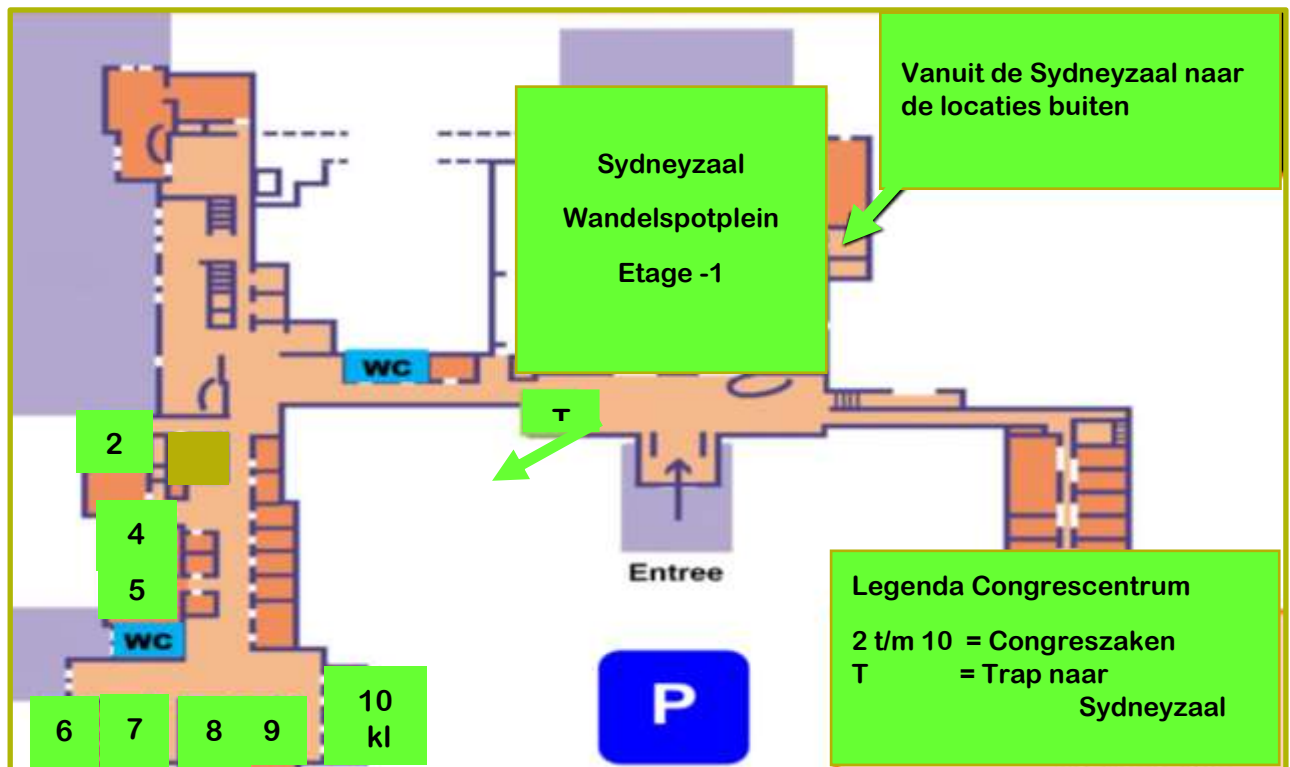 Vanuit de Sydneyzaal naar
de locaties buiten
Sydneyzaal
Wandelspotplein
Etage -1
WC
T
2
4
5
WC
Entree
P
6
7
8
9
10
kl
Legenda Congrescentrum
2 t/m 10 = Congreszaken
T = Trap naar
Sydneyzaal